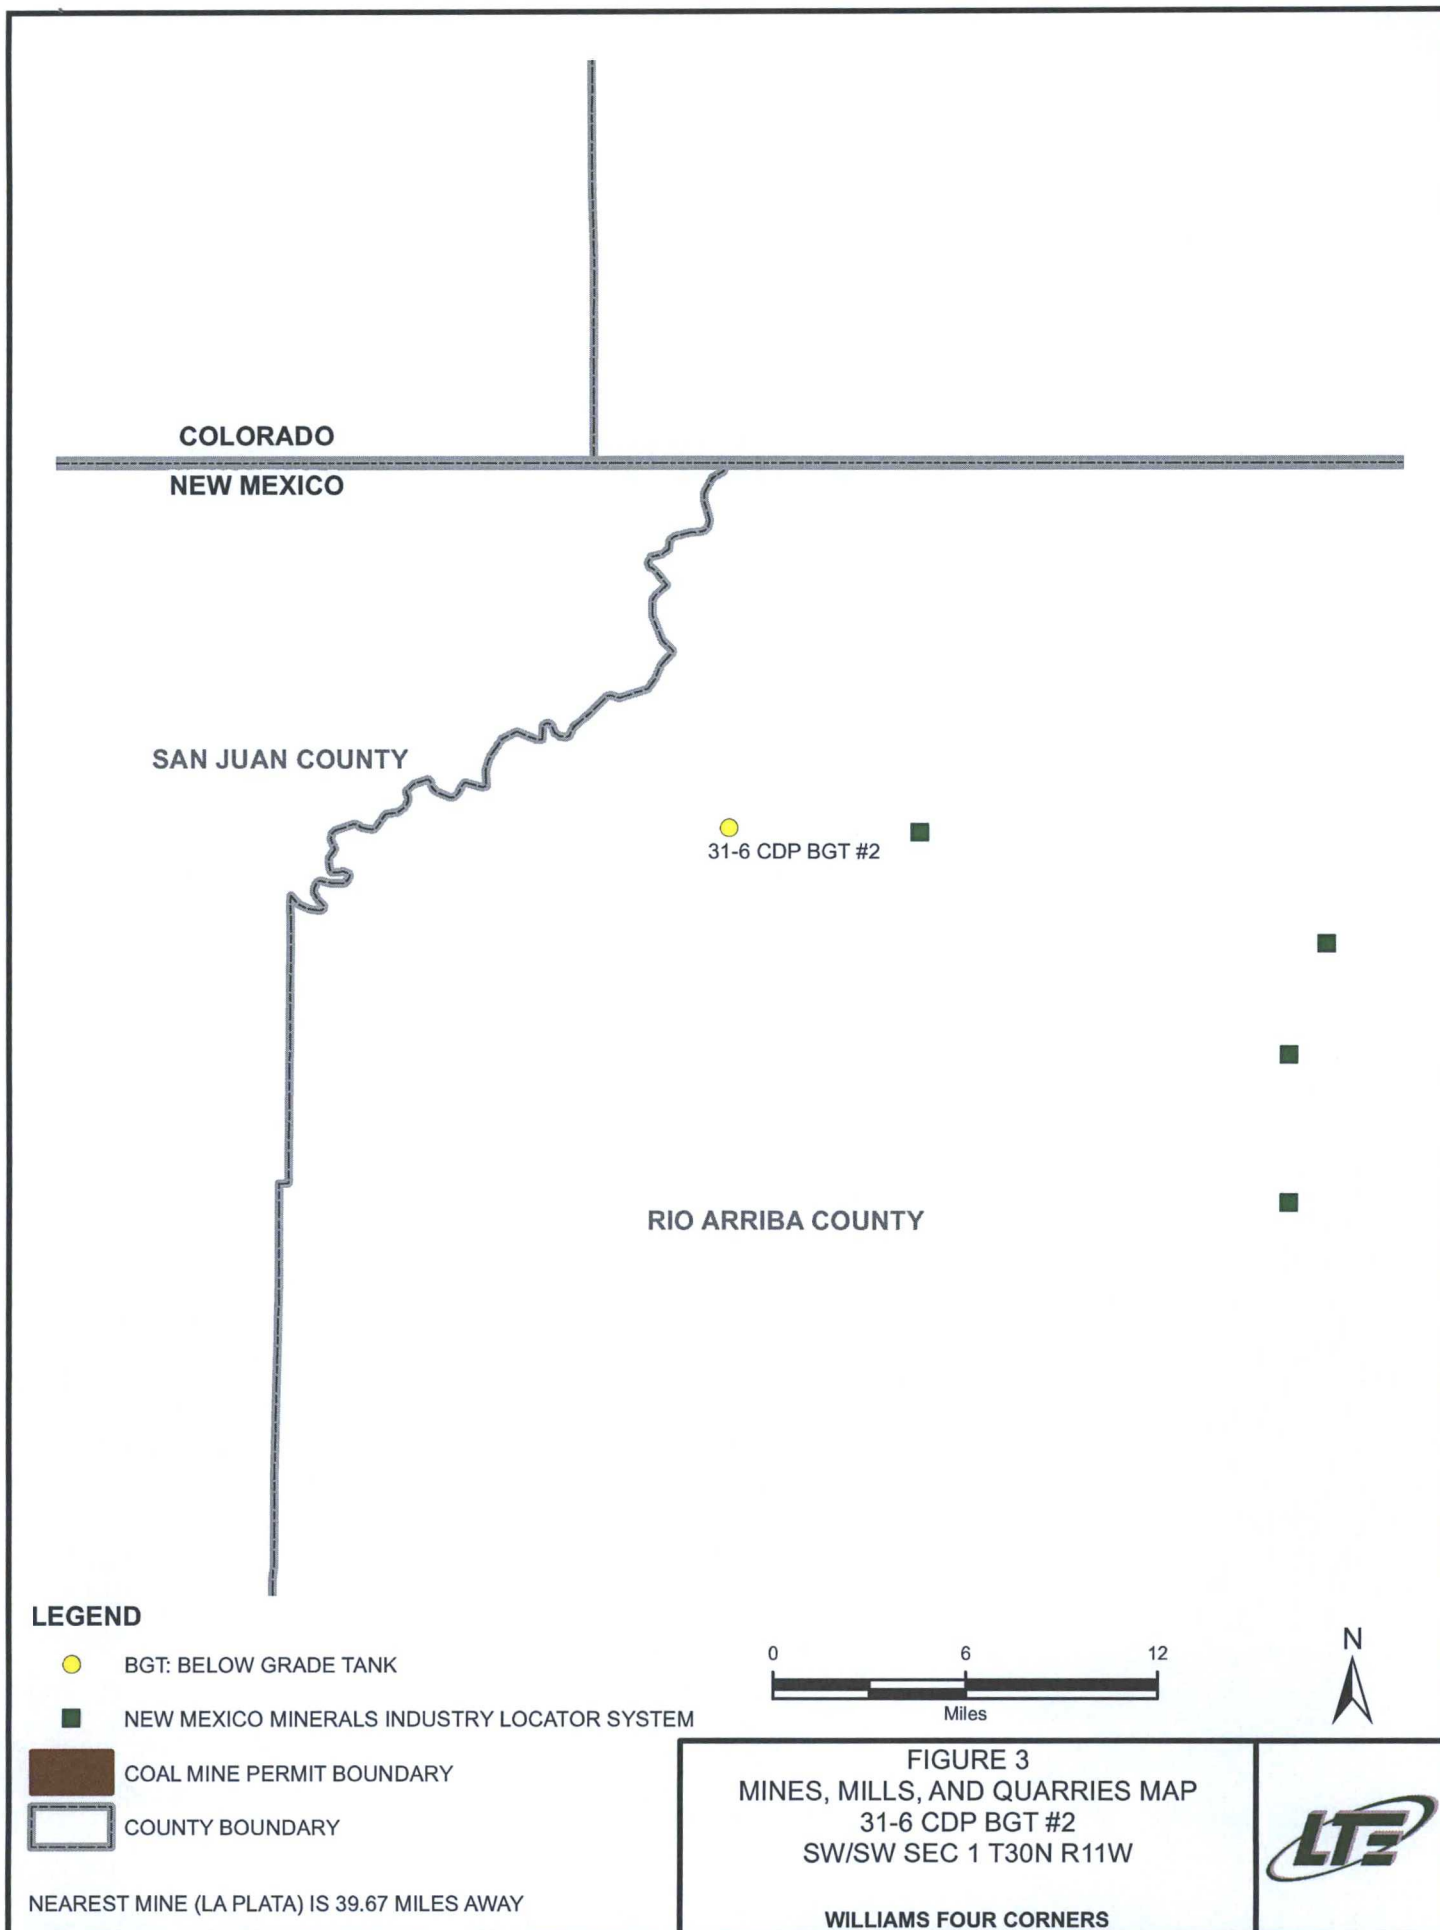 COLORADO
NEW MEXICO
SAN JUAN COUNTY
31-6 CDP BGT #2
RIO ARRIBA COUNTY
LEGEND
BGT: BELOW GRADE TANK
NEW MEXICO MINERALS INDUSTRY LOCATOR SYSTEM
COAL MINE PERMIT BOUNDARY
COUNTY BOUNDARY
NEAREST MINE (LA PLATA) IS 39.67 MILES AWAY
0 6 12
Miles
N
FIGURE 3
MINES, MILLS, AND QUARRIES MAP
31-6 CDP BGT #2
SW/SW SEC 1 T30N R11W
WILLIAMS FOUR CORNERS
LTE